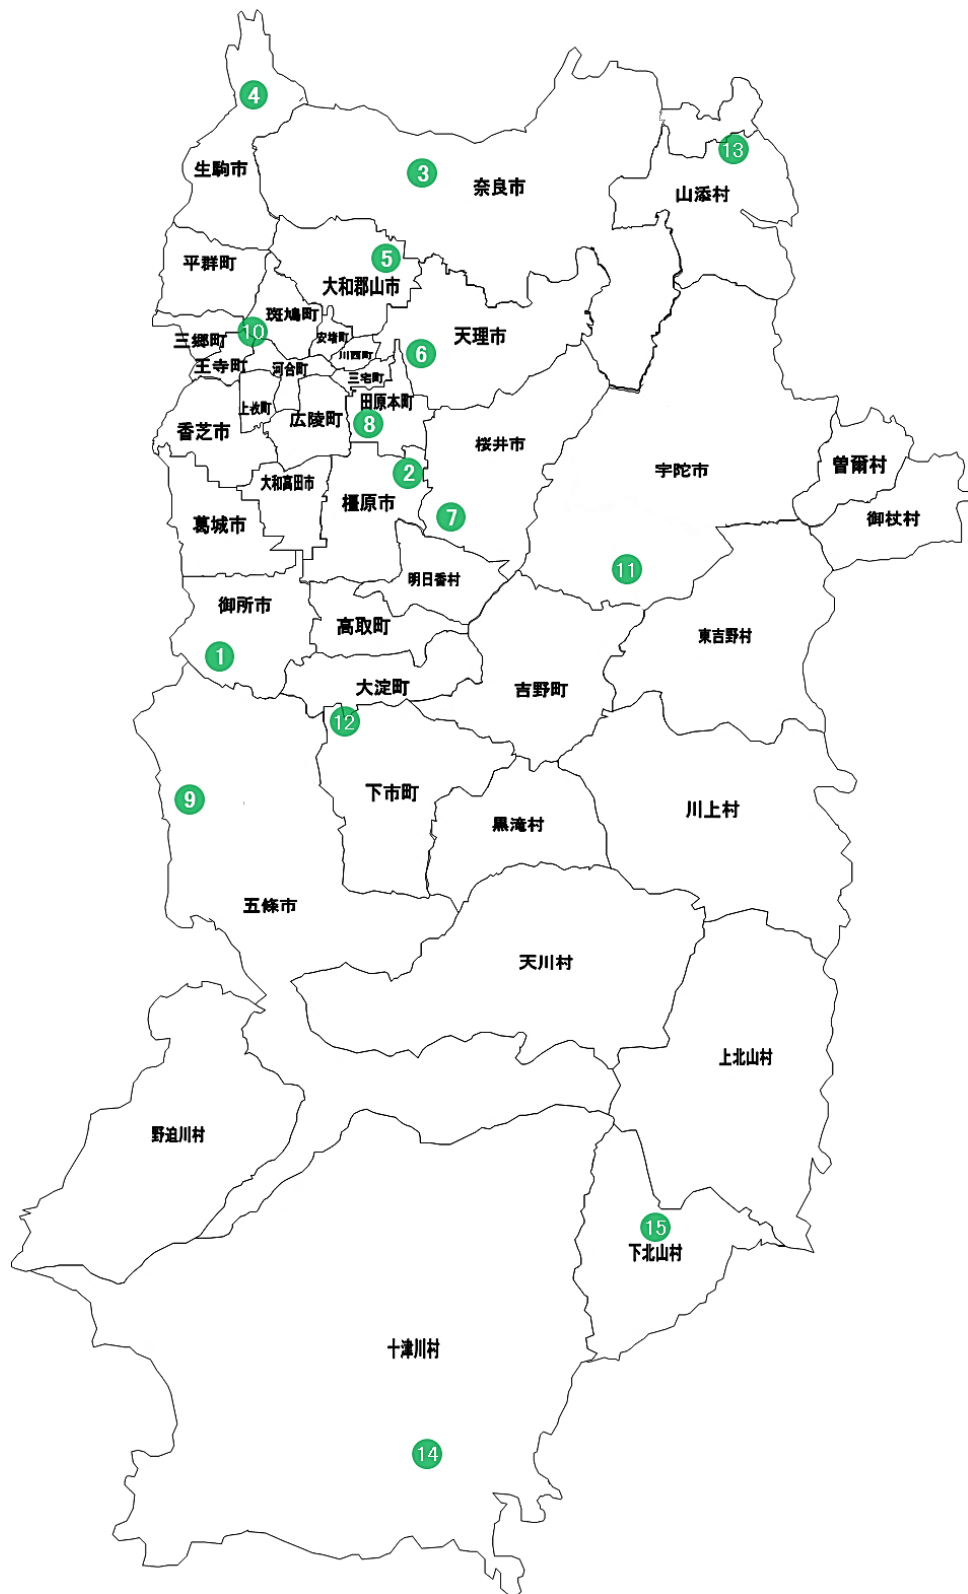 4
13
生駒市
3
奈良市
山添村
5
平群町
大和郡山市
斑鳩町
10
三郷町
安堵町
天理市
川西町
6
王寺町
河合町
三宅町
上牧町
田原本町
広陵町
8
香芝市
桜井市
2
宇陀市
曽爾村
大和高田市
橿原市
7
葛城市
御杖村
11
明日香村
御所市
高取町
東吉野村
1
大淀町
吉野町
12
下市町
9
川上村
黒滝村
五條市
天川村
上北山村
野迫川村
15
下北山村
十津川村
14